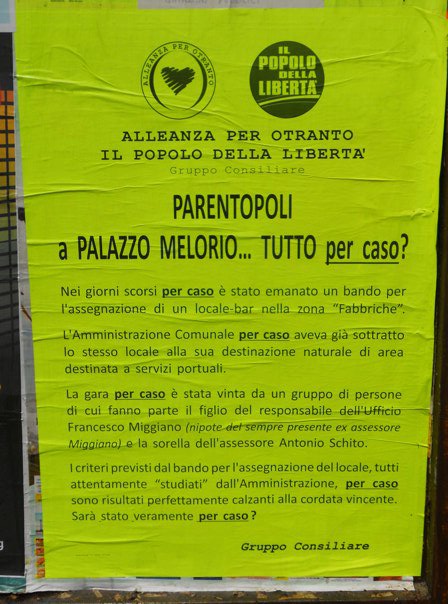 ALLEANZA PER OTRANTO
IL
POPOLO
DELLA
LIBERTÀ
ALLEANZA PER OTRANTO
IL POPOLO DELLA LIBERTA'
Gruppo Consiliare
PARENTOPOLI
a PALAZZO MELORIO... TUTTO per caso?
Nei giorni scorsi per caso è stato emanato un bando per
l'assegnazione di un locale-bar nella zona "Fabbriche".
L'Amministrazione Comunale per caso aveva già sottratto
lo stesso locale alla sua destinazione naturale di area
destinata a servizi portuali.
La gara per caso è stata vinta da un gruppo di persone
di cui fanno parte il figlio del responsabile dell'Ufficio
Francesco Miggiano (nipote del sempre presente ex assessore
Miggiano) e la sorella dell'assessore Antonio Schito.
I criteri previsti dal bando per l'assegnazione del locale, tutti
attentamente "studiati" dall'Amministrazione, per caso
sono risultati perfettamente calzanti alla cordata vincente.
Sarà stato veramente per caso?
Gruppo Consiliare